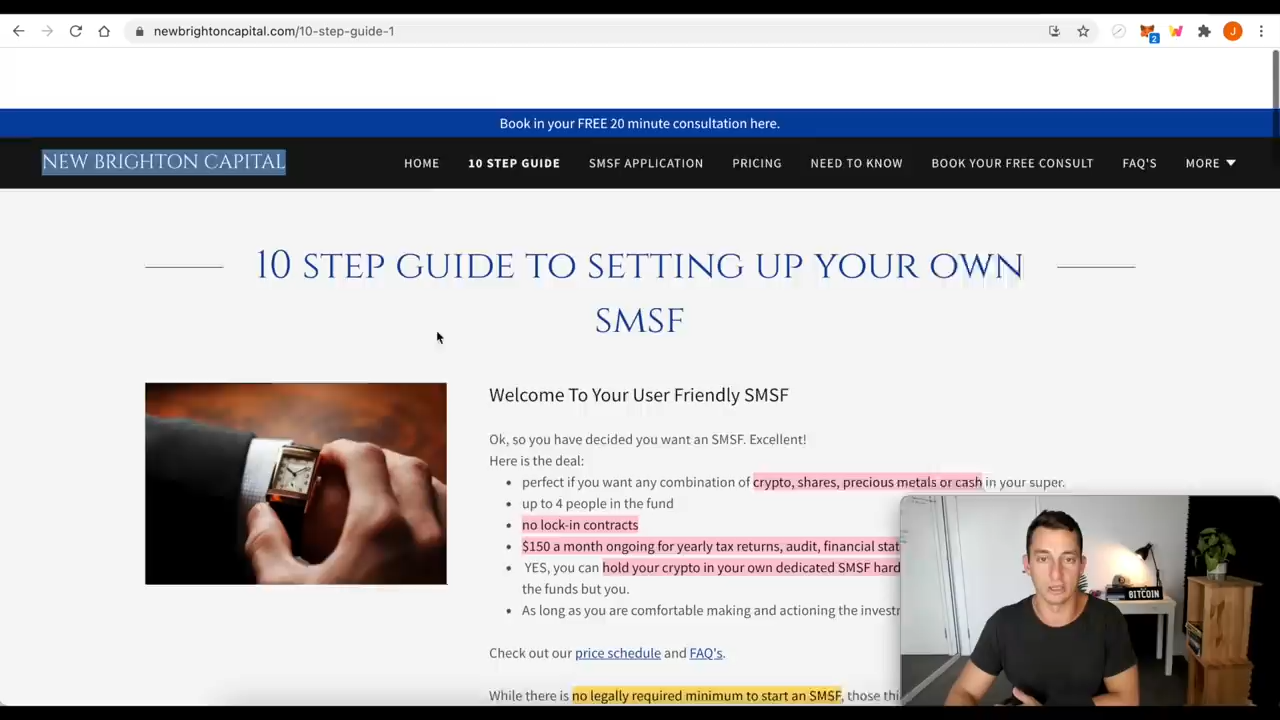 newbrightoncapital.com/10-step-guide-1
2
J
Book in your FREE 20 minute consultation here.
NEW BRIGHTON CAPITAL
HOME
10 STEP GUIDE
SMSF APPLICATION
PRICING
NEED TO KNOW
BOOK YOUR FREE CONSULT
FAQ'S
MORE
10 STEP GUIDE TO SETTING UP YOUR OWN
SMSF
Welcome To Your User Friendly SMSF
Ok, so you have decided you want an SMSF. Excellent!
Here is the deal:
perfect if you want any combination of crypto, shares, precious metals or cash in your super.
up to 4 people in the fund
no lock-in contracts
$150 a month ongoing for yearly tax returns, audit, financial stat
YES, you can hold your crypto in your own dedicated SMSF hard
the funds but you.
As long as you are comfortable making and actioning the invest
Check out our price schedule and FAQ's.
While there is no legally required minimum to start an SMSF, those thi
BITCOIN